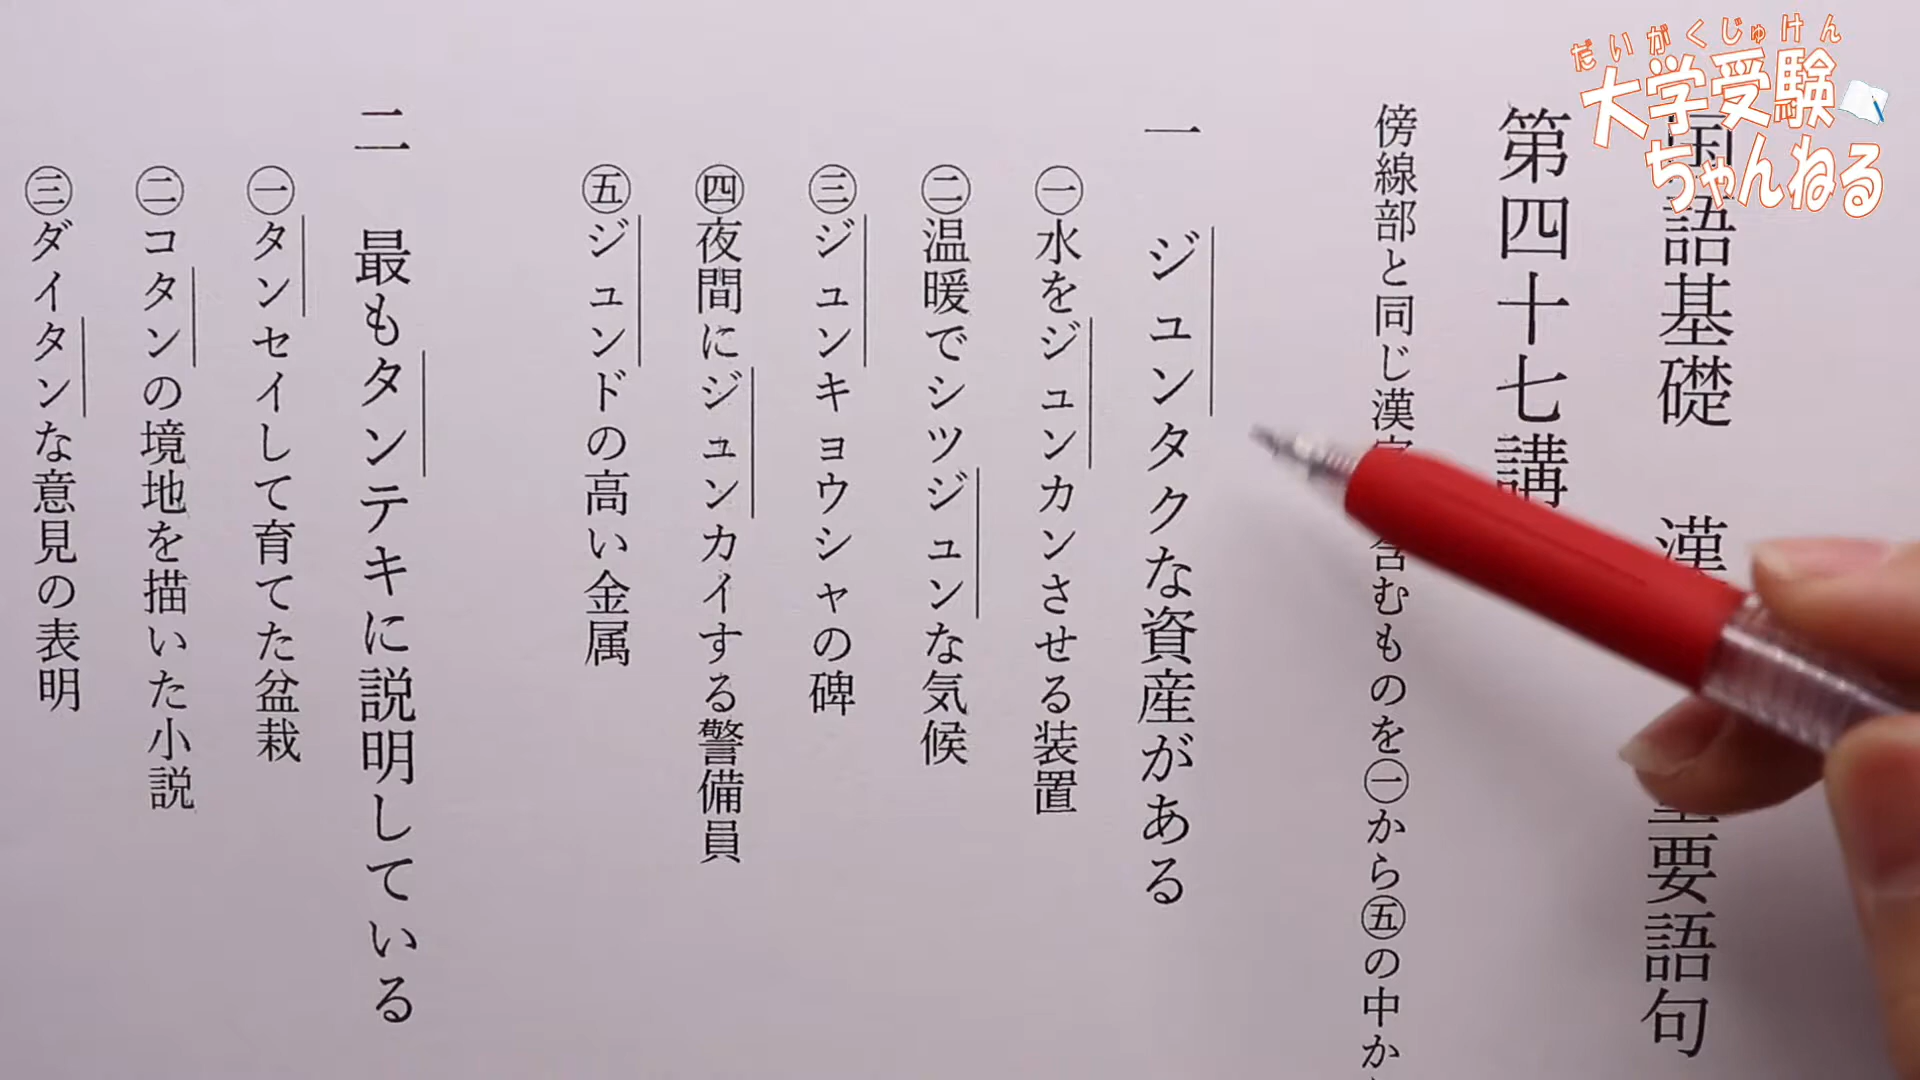 だいがくじゅけん
大学受験
ちゃんねる
国語基礎 漢 要語句
第四十七講
傍線部と同じ漢 含むものを㊀から㊄の中か
一 ジュンタクな資産がある
㊀水をジュンカンさせる装置
㊁温暖でシツジュンな気候
㊂ジュンキョウシャの碑
㊃夜間にジュンカイする警備員
㊄ジュンドの高い金属
二 最もタンテキに説明している
㊀タンセイして育てた盆栽
㊁コタンの境地を描いた小説
㊂ダイタンな意見の表明